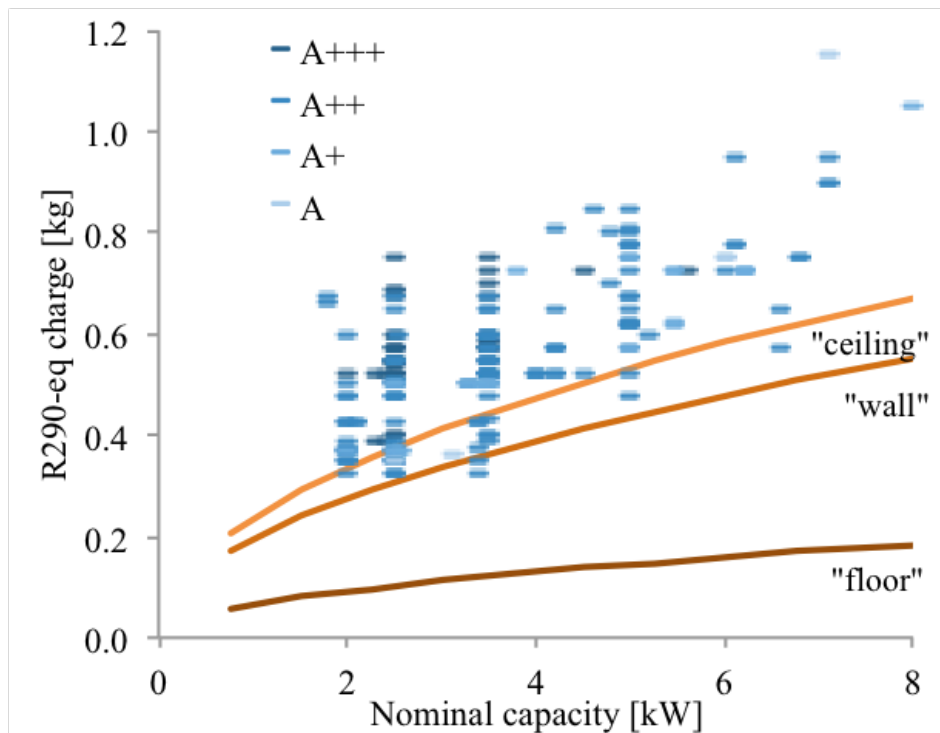 1.2
A+++
A++
1.0
A+
A
0.8
R290-eq charge [kg]
0.6
"ceiling"
"wall"
0.4
0.2
"floor"
0.0
0 2 4 6 8
Nominal capacity [kW]